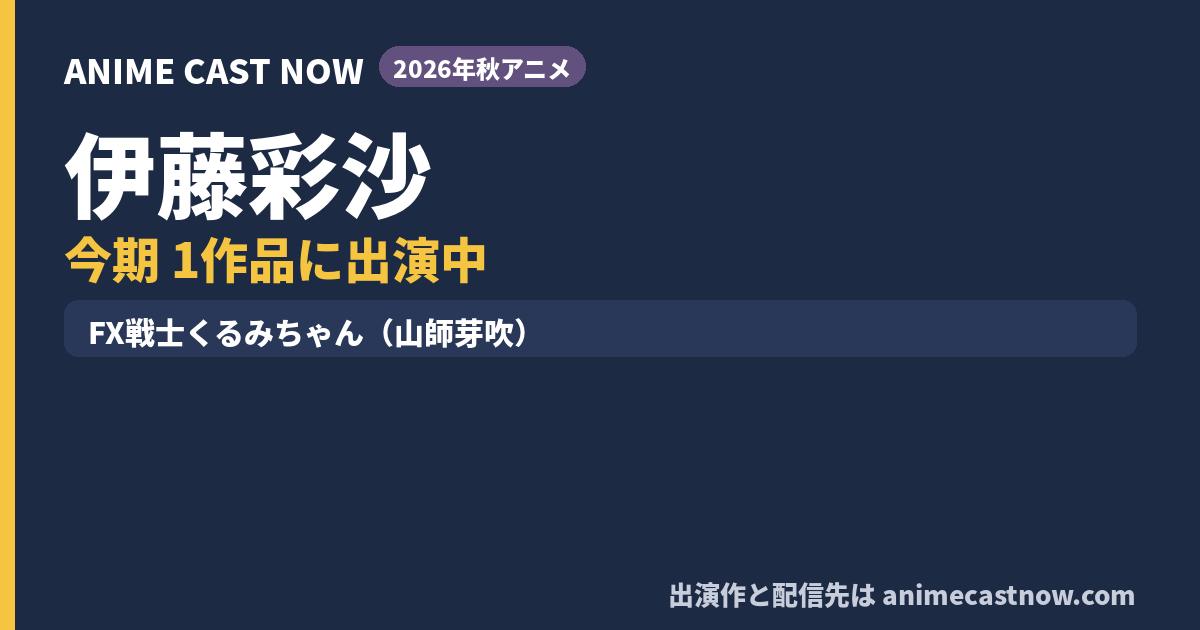 ANIME CAST NOW 2026年秋アニメ
伊藤彩沙
今期 1作品に出演中
FX戦士くるみちゃん（山師芽吹）
出演作と配信先は animecastnow.com